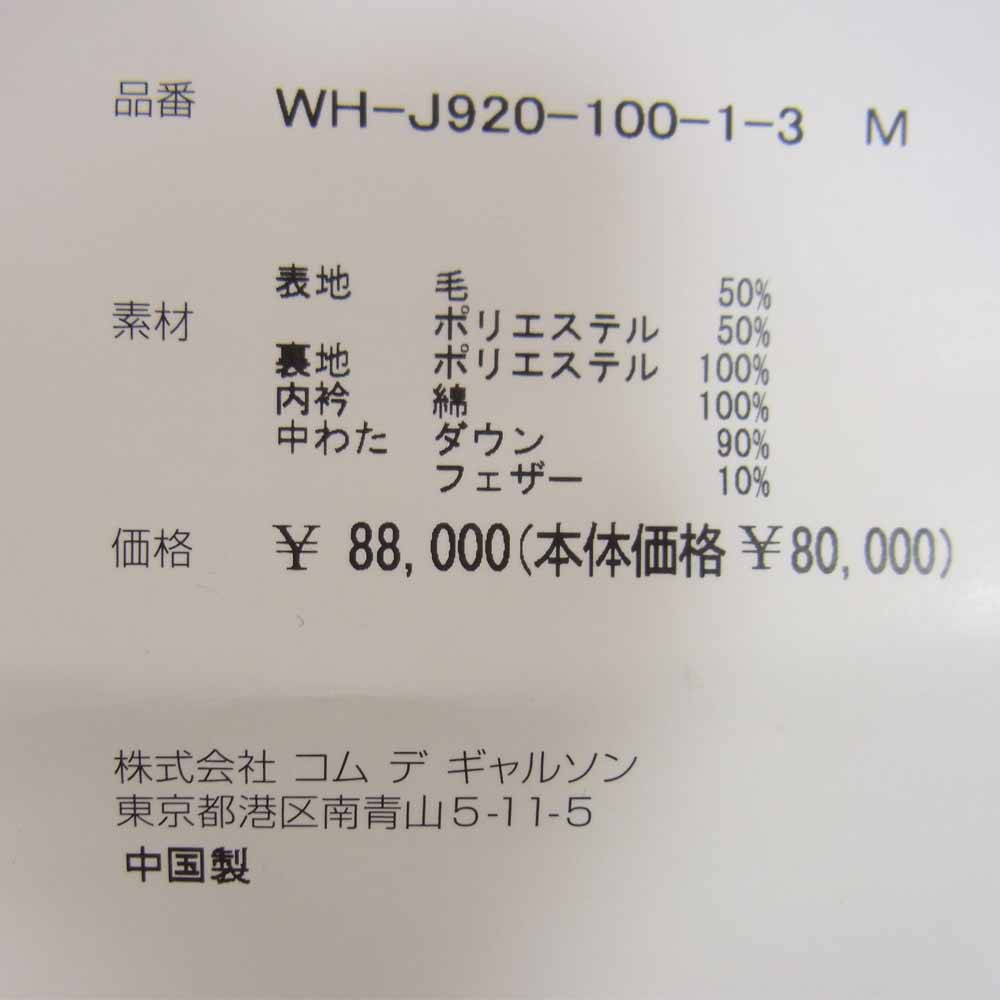 品番 WH-J920-100-1-3 M
表地 毛 50%
素材 ポリエステル 50%
裏地 ポリエステル 100%
内衿 綿 100%
中わた ダウン 90%
フェザー 10%
価格 ¥ 88,000(本体価格 ¥80,000)
株式会社 コム デ ギャルソン
東京都港区南青山5-11-5
中国製